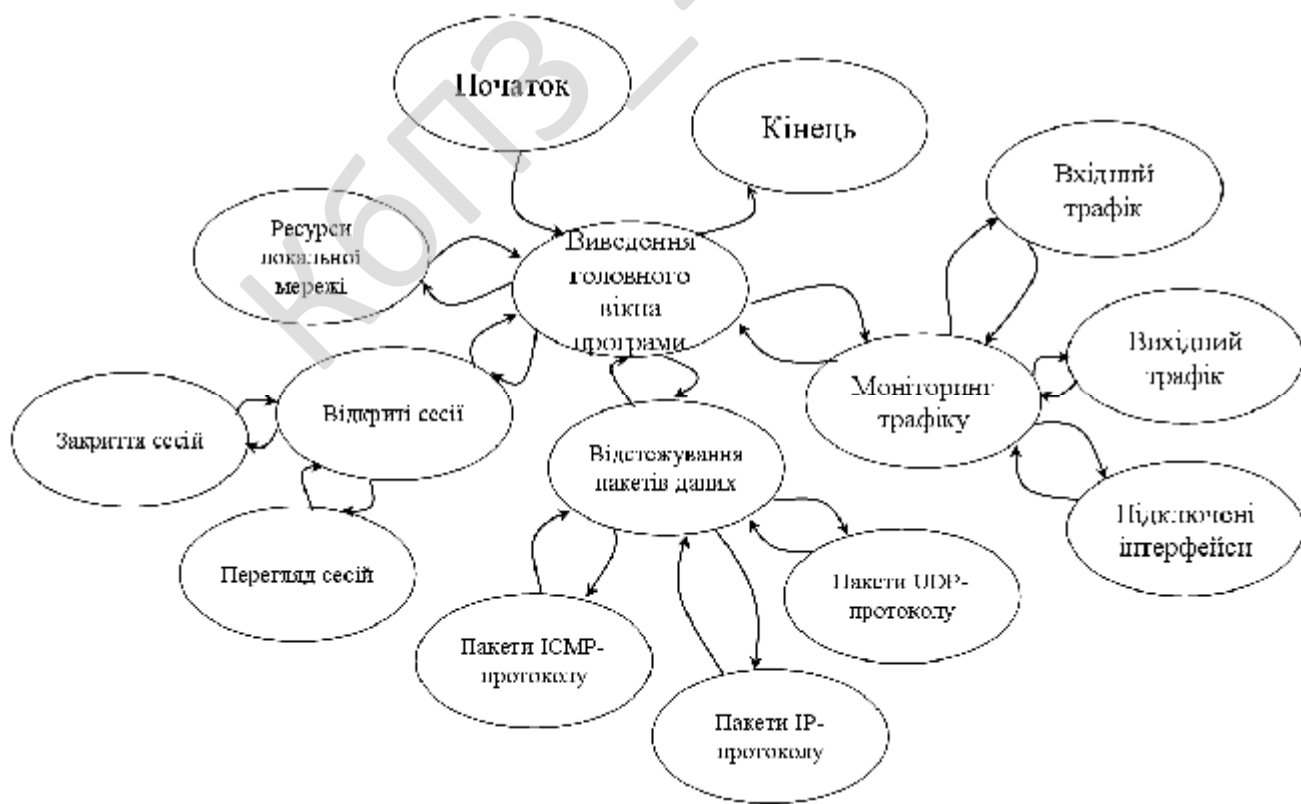 КбПЗ_
Початок
Кінець
Вхідний
трафік
Ресурси
локальної
мережі
Виведення
головного
вікна
програми
Вихідний
трафік
Моніторинг
трафіку
Відкриті сесії
Закриття сесій
Відстежування
пакетів даних
Підключені
інтерфейси
Перегляд сесій
Пакети UDP-
протоколу
Пакети ICMP-
протоколу
Пакети IP-
протоколу